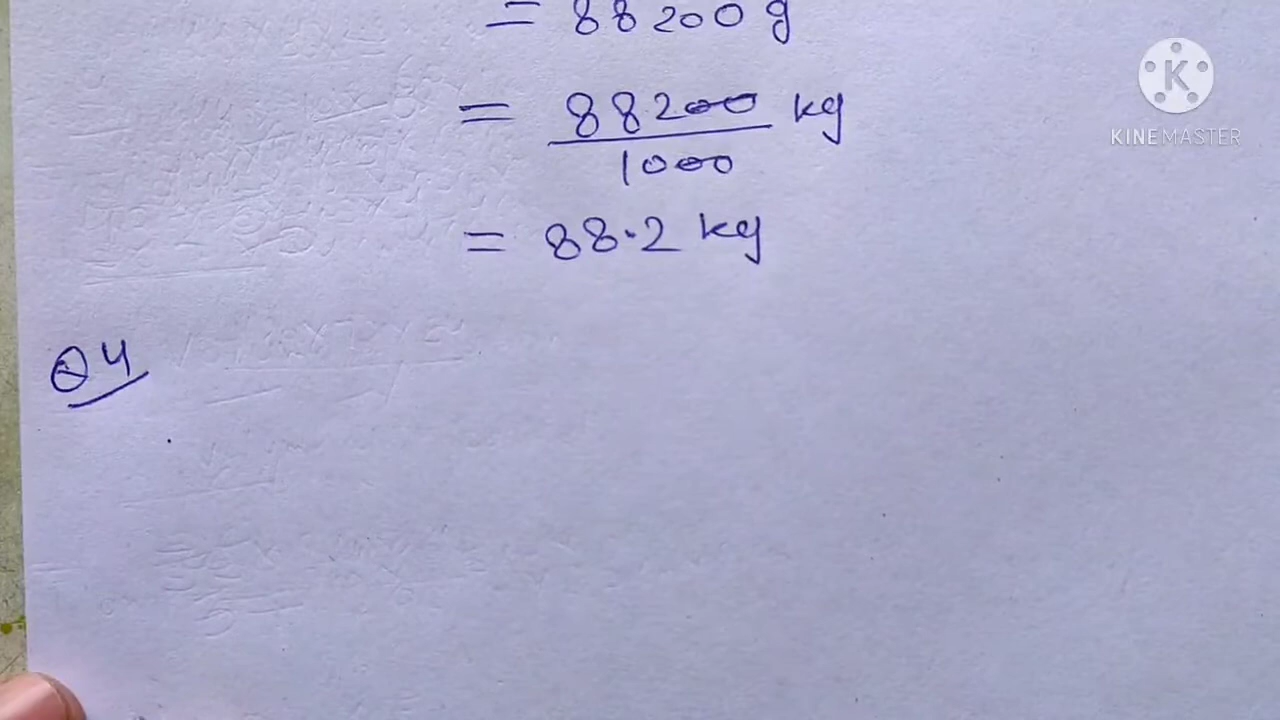 = 88200 g
= 88200/1000 kg
= 88.2 kg
Q4
K
KINEMASTER